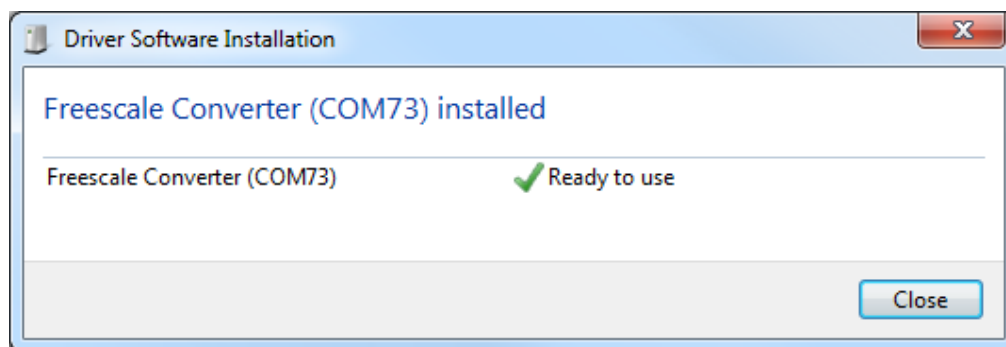 Driver Software Installation
Freescale Converter (COM73) installed
Freescale Converter (COM73) Ready to use
Close